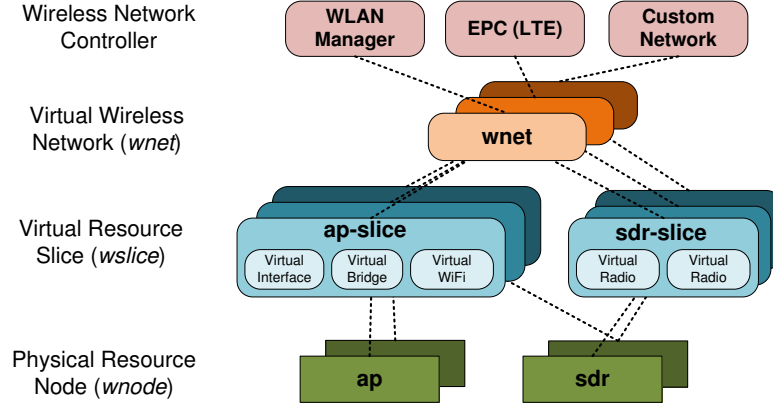 Wireless Network
Controller
WLAN
Manager
EPC (LTE)
Custom
Network
Virtual Wireless
Network (wnet)
wnet
Virtual Resource
Slice (wslice)
ap-slice
Virtual
Interface
Virtual
Bridge
Virtual
WiFi
sdr-slice
Virtual
Radio
Virtual
Radio
Physical Resource
Node (wnode)
ap
sdr